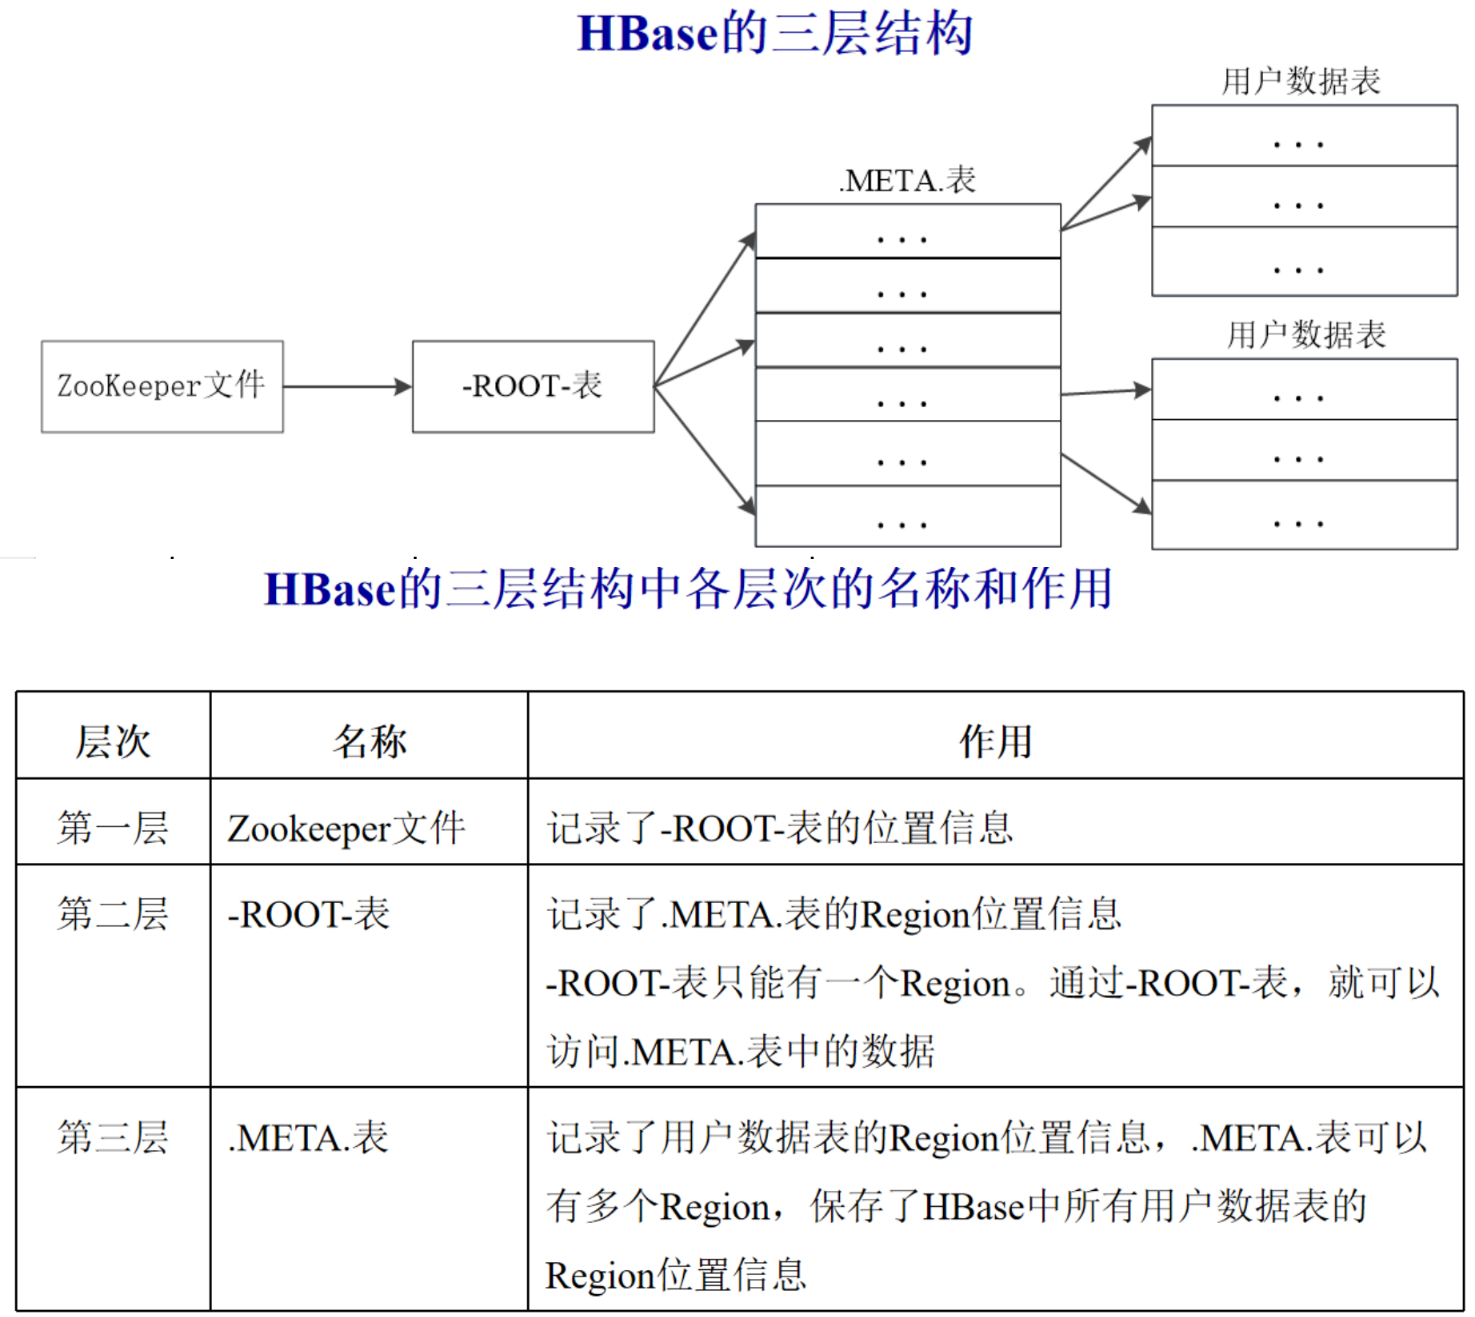 HBase的三层结构
用户数据表
...
...
...
.META.表
...
...
...
...
...
...
用户数据表
...
...
...
ZooKeeper文件
-ROOT-表
HBase的三层结构中各层次的名称和作用
层次 名称 作用
第一层 Zookeeper文件 记录了-ROOT-表的位置信息
第二层 -ROOT-表 记录了.META.表的Region位置信息
-ROOT-表只能有一个Region。通过-ROOT-表，就可以
访问.META.表中的数据
第三层 .META.表 记录了用户数据表的Region位置信息，.META.表可以
有多个Region，保存了HBase中所有用户数据表的
Region位置信息